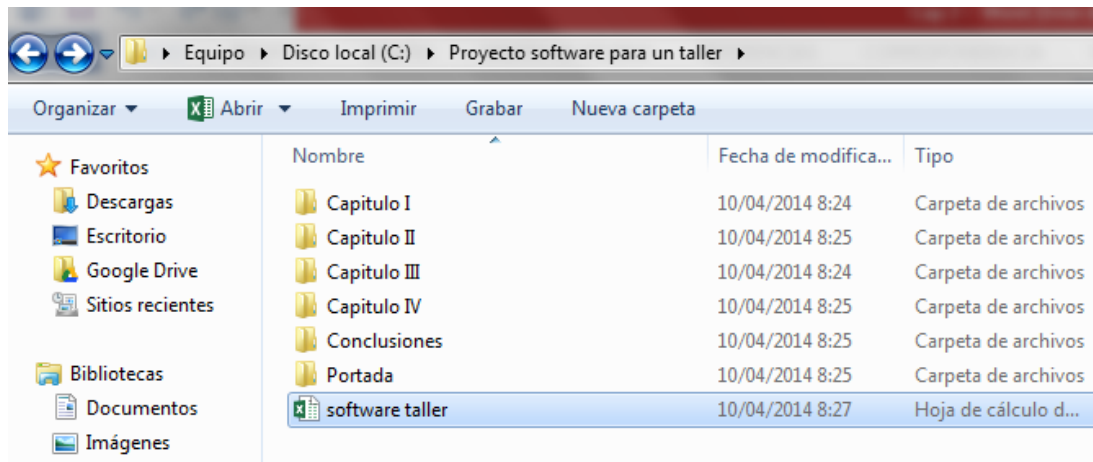 Equipo Disco local (C:) Proyecto software para un taller
Organizar Abrir Imprimir Grabar Nueva carpeta
Favoritos
Descargas
Escritorio
Google Drive
Sitios recientes
Bibliotecas
Documentos
Imágenes
Nombre Fecha de modifica... Tipo
Capitulo I 10/04/2014 8:24 Carpeta de archivos
Capitulo II 10/04/2014 8:25 Carpeta de archivos
Capitulo III 10/04/2014 8:24 Carpeta de archivos
Capitulo IV 10/04/2014 8:25 Carpeta de archivos
Conclusiones 10/04/2014 8:25 Carpeta de archivos
Portada 10/04/2014 8:25 Carpeta de archivos
software taller 10/04/2014 8:27 Hoja de cálculo d...